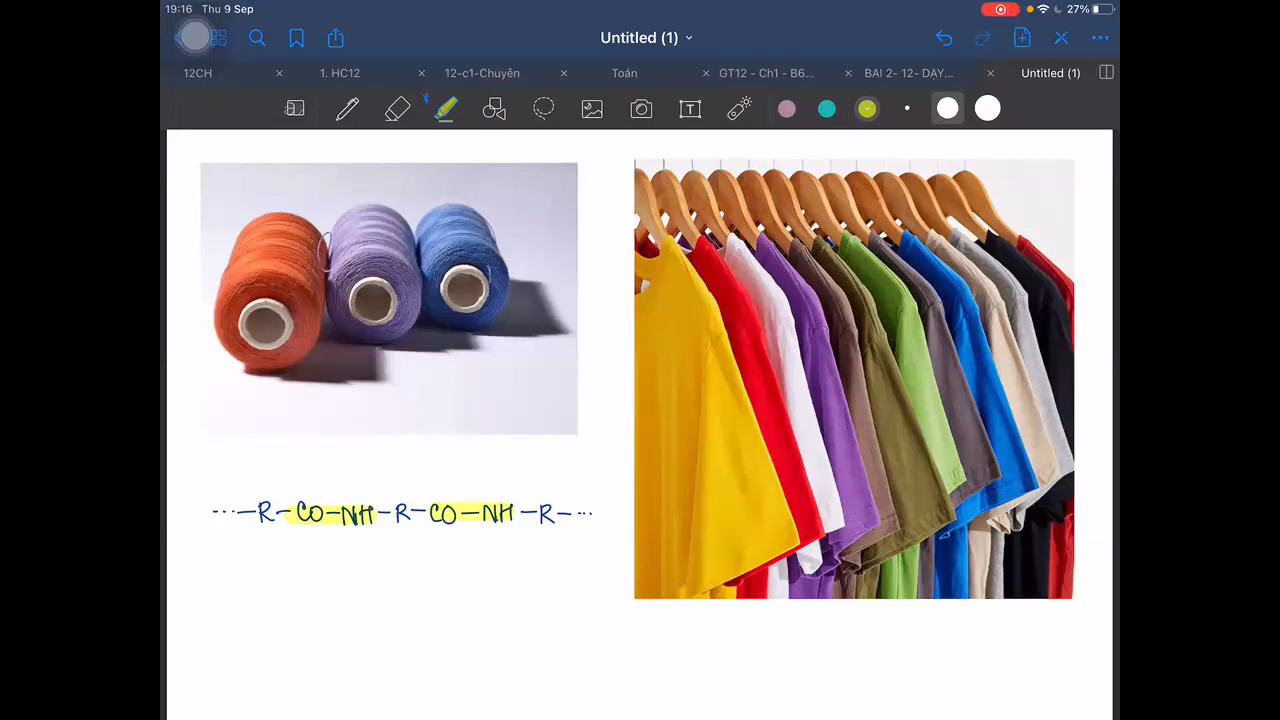 19:16 Thu 9 Sep
27%
Untitled (1)
12CH
1. HC12
12-c1-Chuyên
Toán
GT12 - Ch1 - B6...
BAI 2- 12- DAY...
Untitled (1)
T
...-R-CO-NH-R-CO-NH-R-...